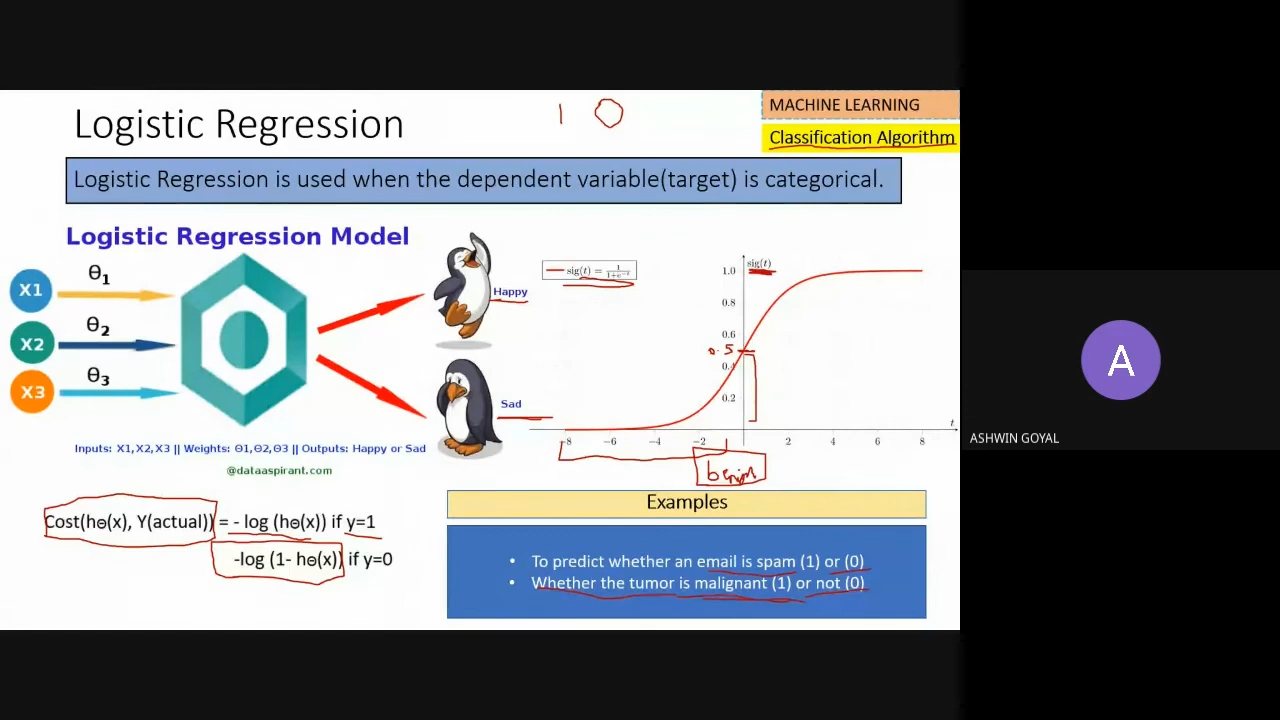 Logistic Regression
1 0
MACHINE LEARNING
Classification Algorithm
Logistic Regression is used when the dependent variable(target) is categorical.
Logistic Regression Model
X1
θ1
X2
θ2
X3
θ3
Happy
Sad
Inputs: X1,X2,X3 || Weights: Θ1,Θ2,Θ3 || Outputs: Happy or Sad
@dataaspirant.com
sig(t) = 1/(1+e^-t)
sig(t)
1.0
0.8
0.6
0.5
0.4
0.2
-8 -6 -4 -2 2 4 6 8
t
Cost(hΘ(x), Y(actual)) = - log (hΘ(x)) if y=1
-log (1- hΘ(x)) if y=0
Examples
• To predict whether an email is spam (1) or (0)
• Whether the tumor is malignant (1) or not (0)
A
ASHWIN GOYAL